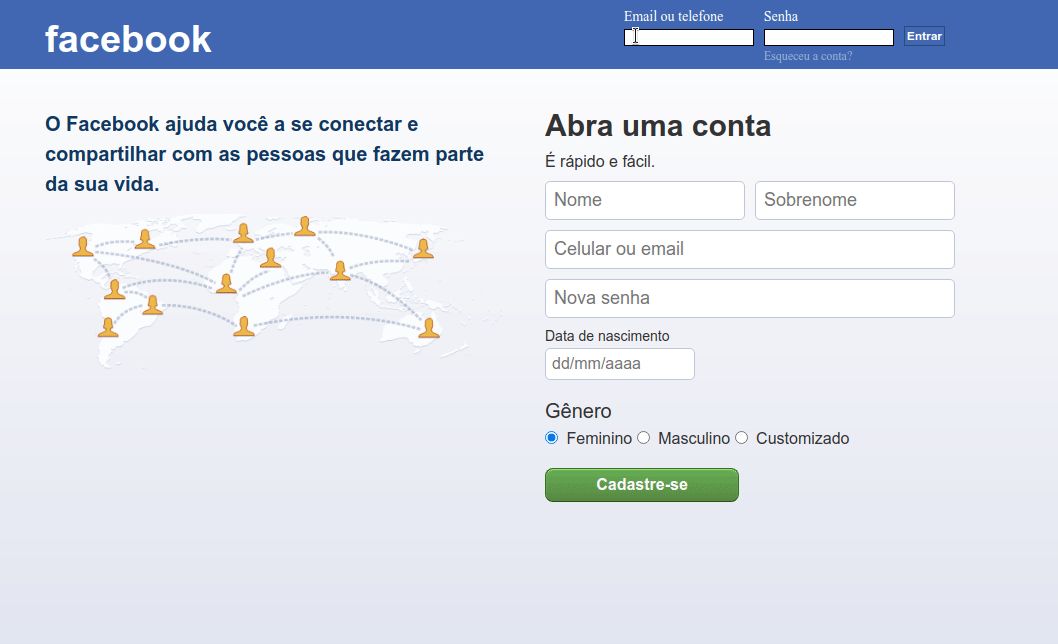 facebook
Email ou telefone
Senha
Entrar
Esqueceu a conta?
O Facebook ajuda você a se conectar e
compartilhar com as pessoas que fazem parte
da sua vida.
Abra uma conta
É rápido e fácil.
Nome
Sobrenome
Celular ou email
Nova senha
Data de nascimento
dd/mm/aaaa
Gênero
Feminino Masculino Customizado
Cadastre-se